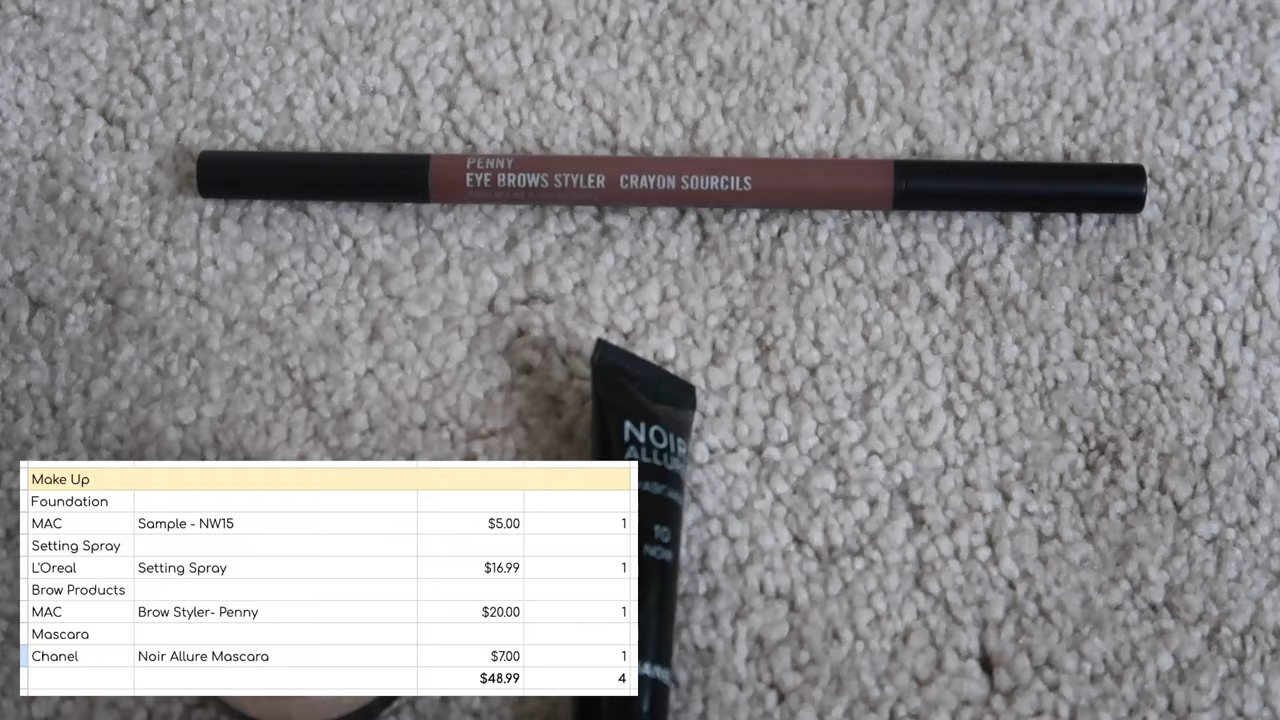 PENNY
EYE BROWS STYLER CRAYON SOURCILS
NOIR
ALLUR
10
NOIR
Make Up
Foundation
MAC Sample - NW15 $5.00 1
Setting Spray
L'Oreal Setting Spray $16.99 1
Brow Products
MAC Brow Styler- Penny $20.00 1
Mascara
Chanel Noir Allure Mascara $7.00 1
$48.99 4